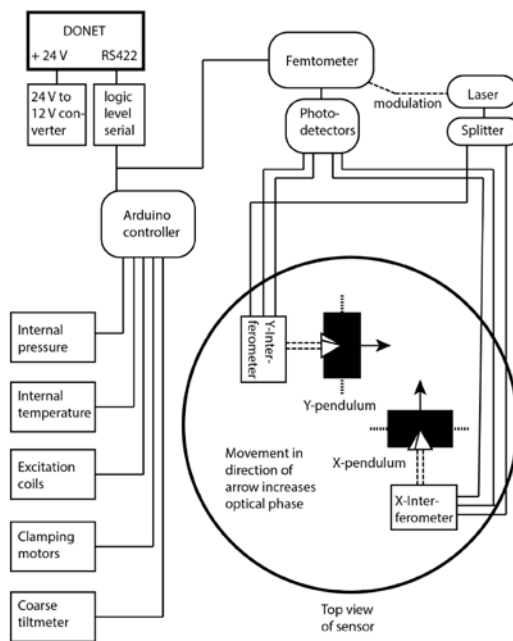 DONET
+ 24 V RS422
24 V to
12 V con-
verter
logic
level
serial
Femtometer
modulation
Laser
Splitter
Photo-
detectors
Arduino
controller
Internal
pressure
Internal
temperature
Excitation
coils
Clamping
motors
Coarse
tiltmeter
Y-Inter-
ferometer
Y-pendulum
X-pendulum
Movement in
direction of
arrow increases
optical phase
X-Inter-
ferometer
Top view
of sensor